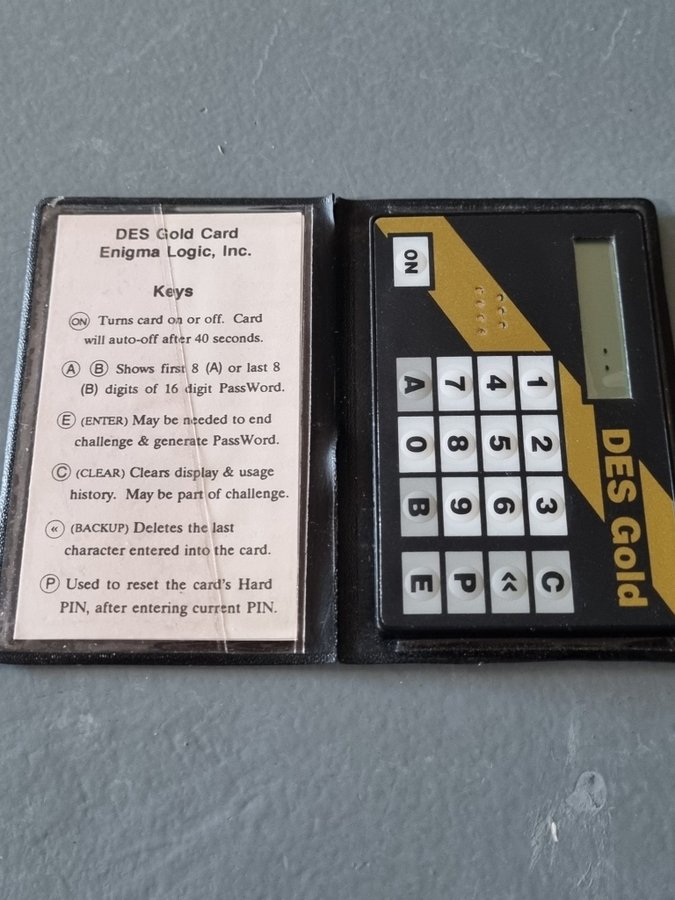 DES Gold Card
Enigma Logic, Inc.
Keys
ON Turns card on or off. Card
will auto-off after 40 seconds.
A B Shows first 8 (A) or last 8
(B) digits of 16 digit PassWord.
E (ENTER) May be needed to end
challenge & generate PassWord.
C (CLEAR) Clears display & usage
history. May be part of challenge.
« (BACKUP) Deletes the last
character entered into the card.
P Used to reset the card's Hard
PIN, after entering current PIN.
DES Gold
1 2 3 C
4 5 6 «
7 8 9 P
ON A 0 B E